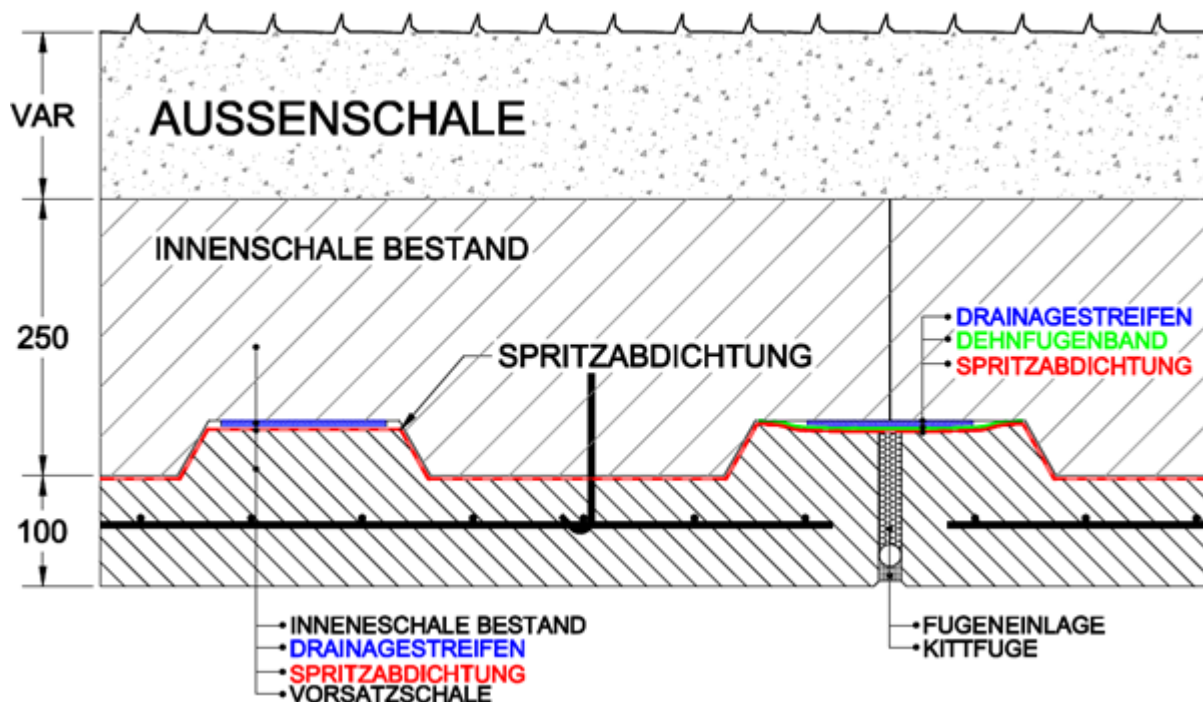 VAR
AUSSENSCHALE
INNENSCHALE BESTAND
250
SPRITZABDICHTUNG
DRAINAGESTREIFEN
DEHNFUGENBAND
SPRITZABDICHTUNG
100
INNENESCHALE BESTAND
DRAINAGESTREIFEN
SPRITZABDICHTUNG
VORSATZSCHALE
FUGENEINLAGE
KITTFUGE